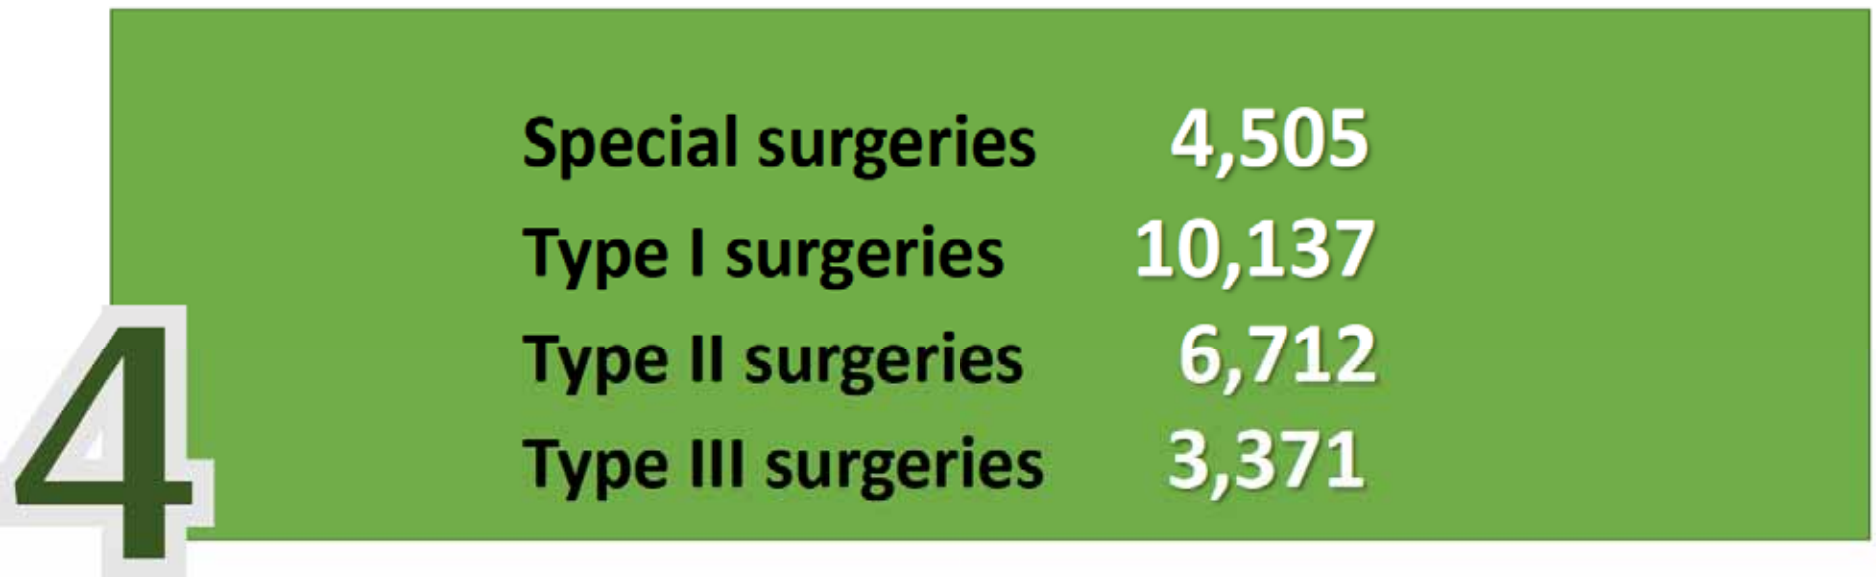 Special surgeries 4,505
Type I surgeries 10,137
Type II surgeries 6,712
Type III surgeries 3,371
4